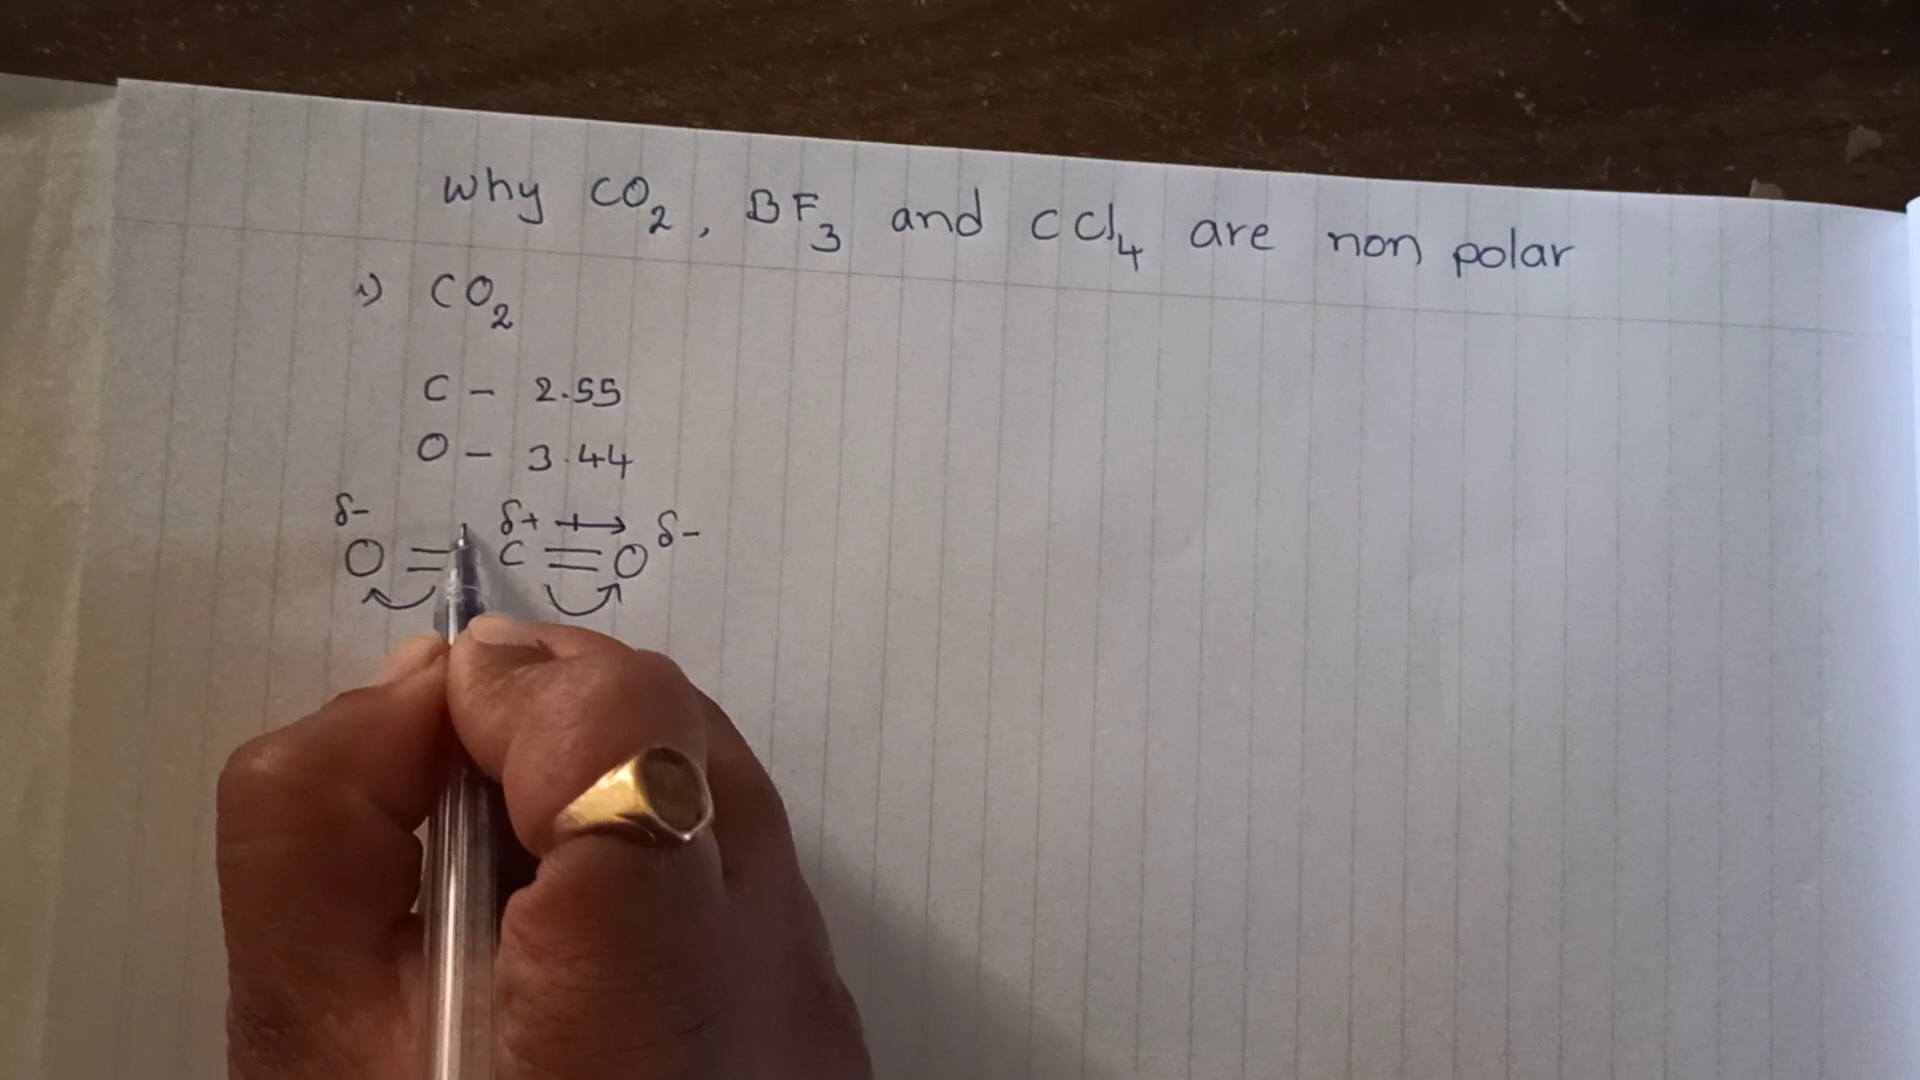 Why CO₂, BF₃ and CCl₄ are non polar
1) CO₂
C - 2.55
O - 3.44
δ- δ+ δ-
O = C = O